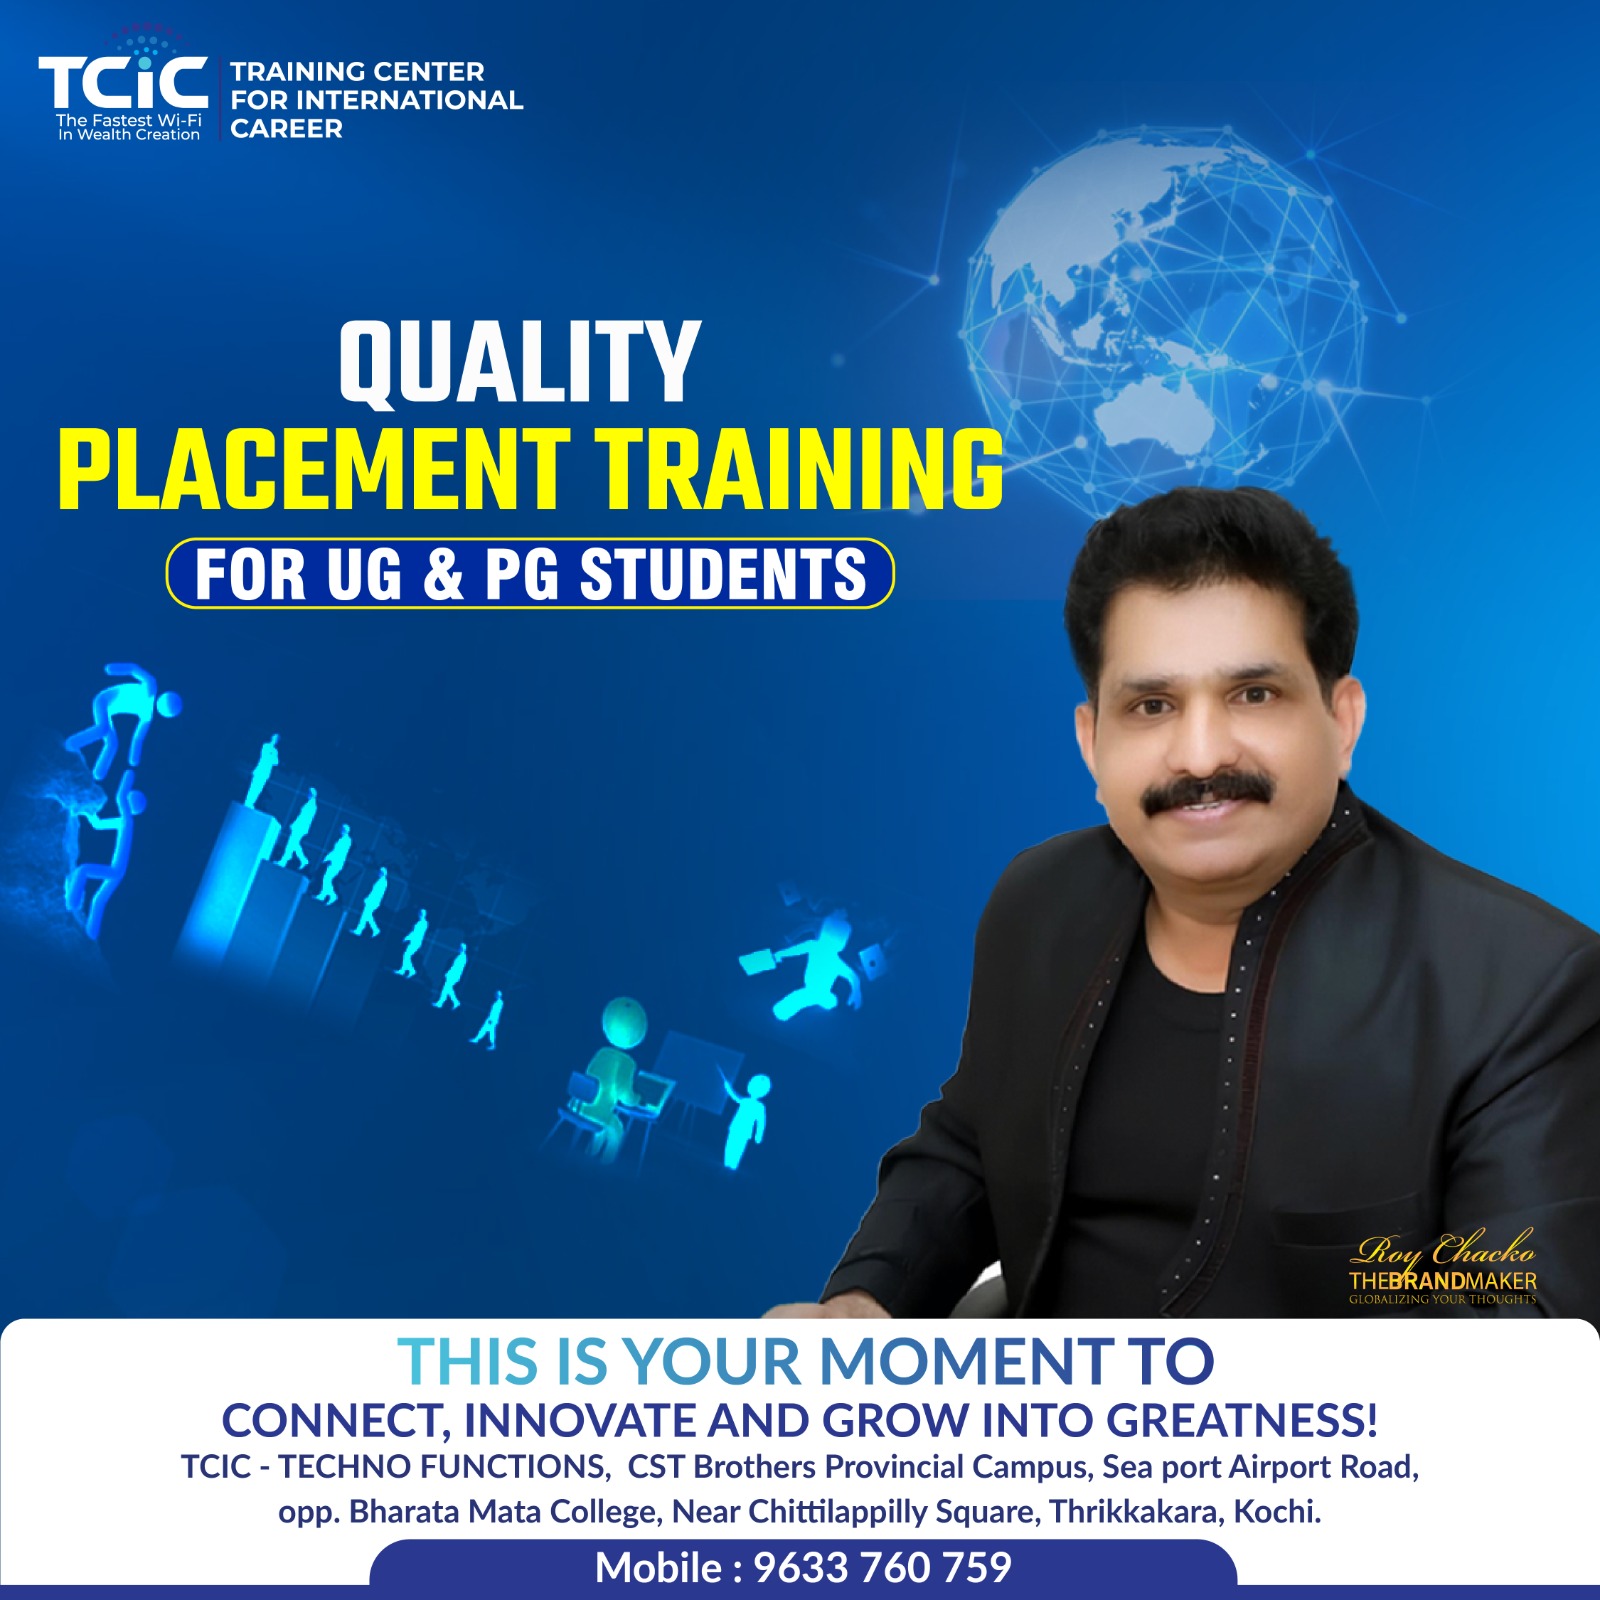 TCiC
The Fastest Wi-Fi
In Wealth Creation
TRAINING CENTER
FOR INTERNATIONAL
CAREER
QUALITY
PLACEMENT TRAINING
FOR UG & PG STUDENTS
Roy Chacko
THEBRANDMAKER
GLOBALIZING YOUR THOUGHTS
THIS IS YOUR MOMENT TO
CONNECT, INNOVATE AND GROW INTO GREATNESS!
TCIC - TECHNO FUNCTIONS, CST Brothers Provincial Campus, Sea port Airport Road,
opp. Bharata Mata College, Near Chittilappilly Square, Thrikkakara, Kochi.
Mobile : 9633 760 759